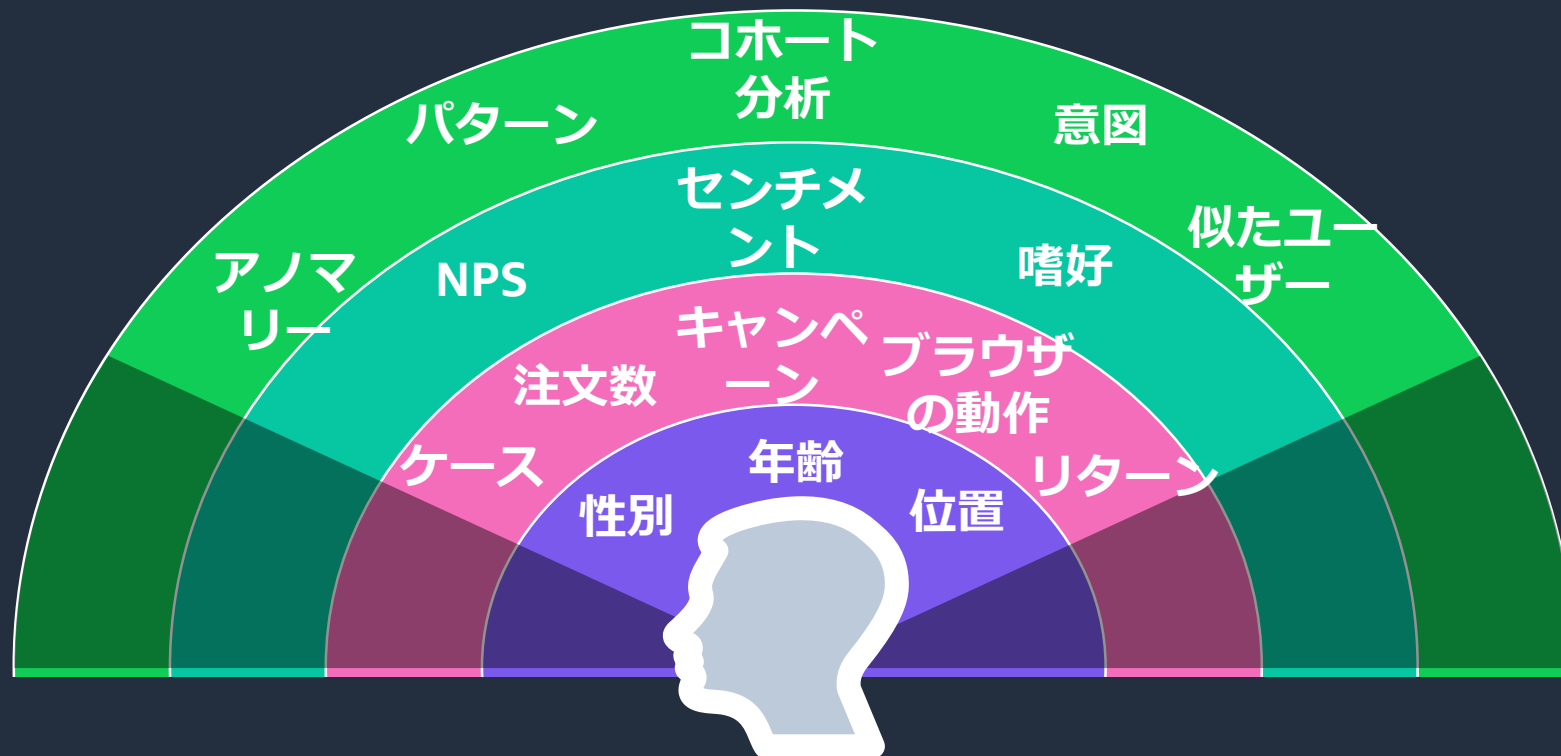 コホート
分析
パターン
意図
似たユー
ザー
アノマ
リー
センチメ
ント
NPS
嗜好
キャンペ
ーン
ブラウザ
の動作
注文数
ケース
リターン
年齢
性別
位置